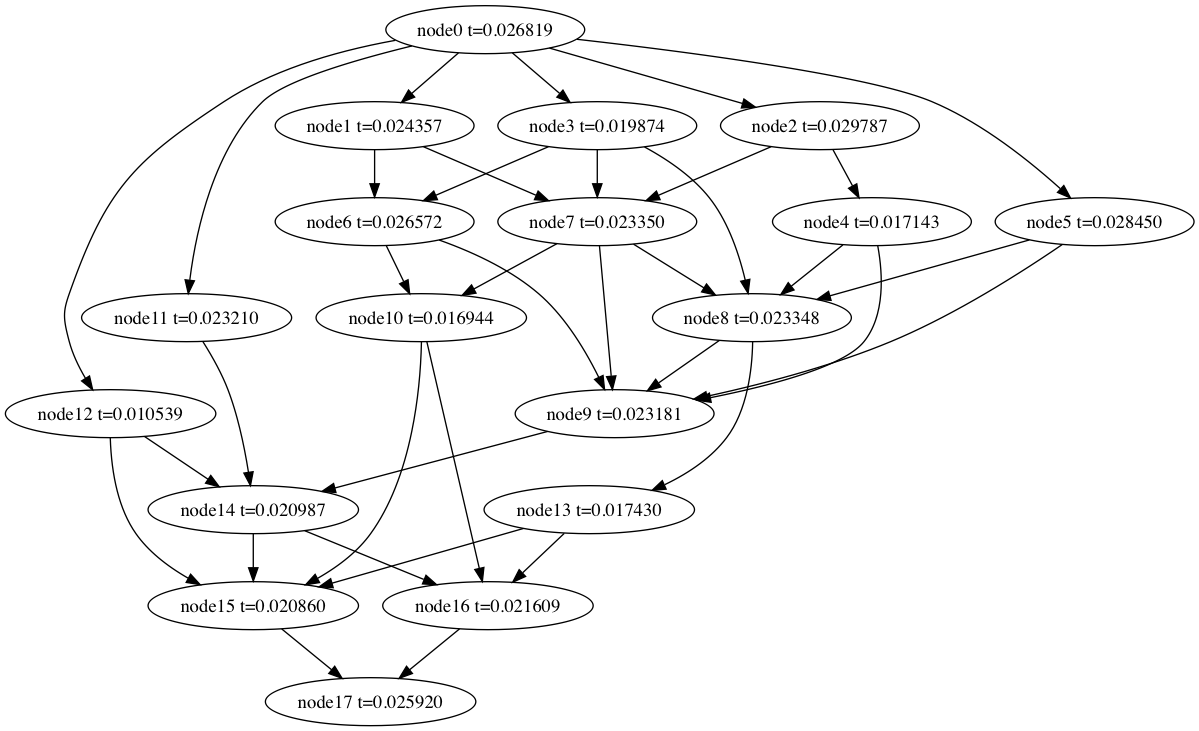 node0 t=0.026819
node1 t=0.024357
node3 t=0.019874
node2 t=0.029787
node6 t=0.026572
node7 t=0.023350
node4 t=0.017143
node5 t=0.028450
node11 t=0.023210
node10 t=0.016944
node8 t=0.023348
node12 t=0.010539
node9 t=0.023181
node14 t=0.020987
node13 t=0.017430
node15 t=0.020860
node16 t=0.021609
node17 t=0.025920